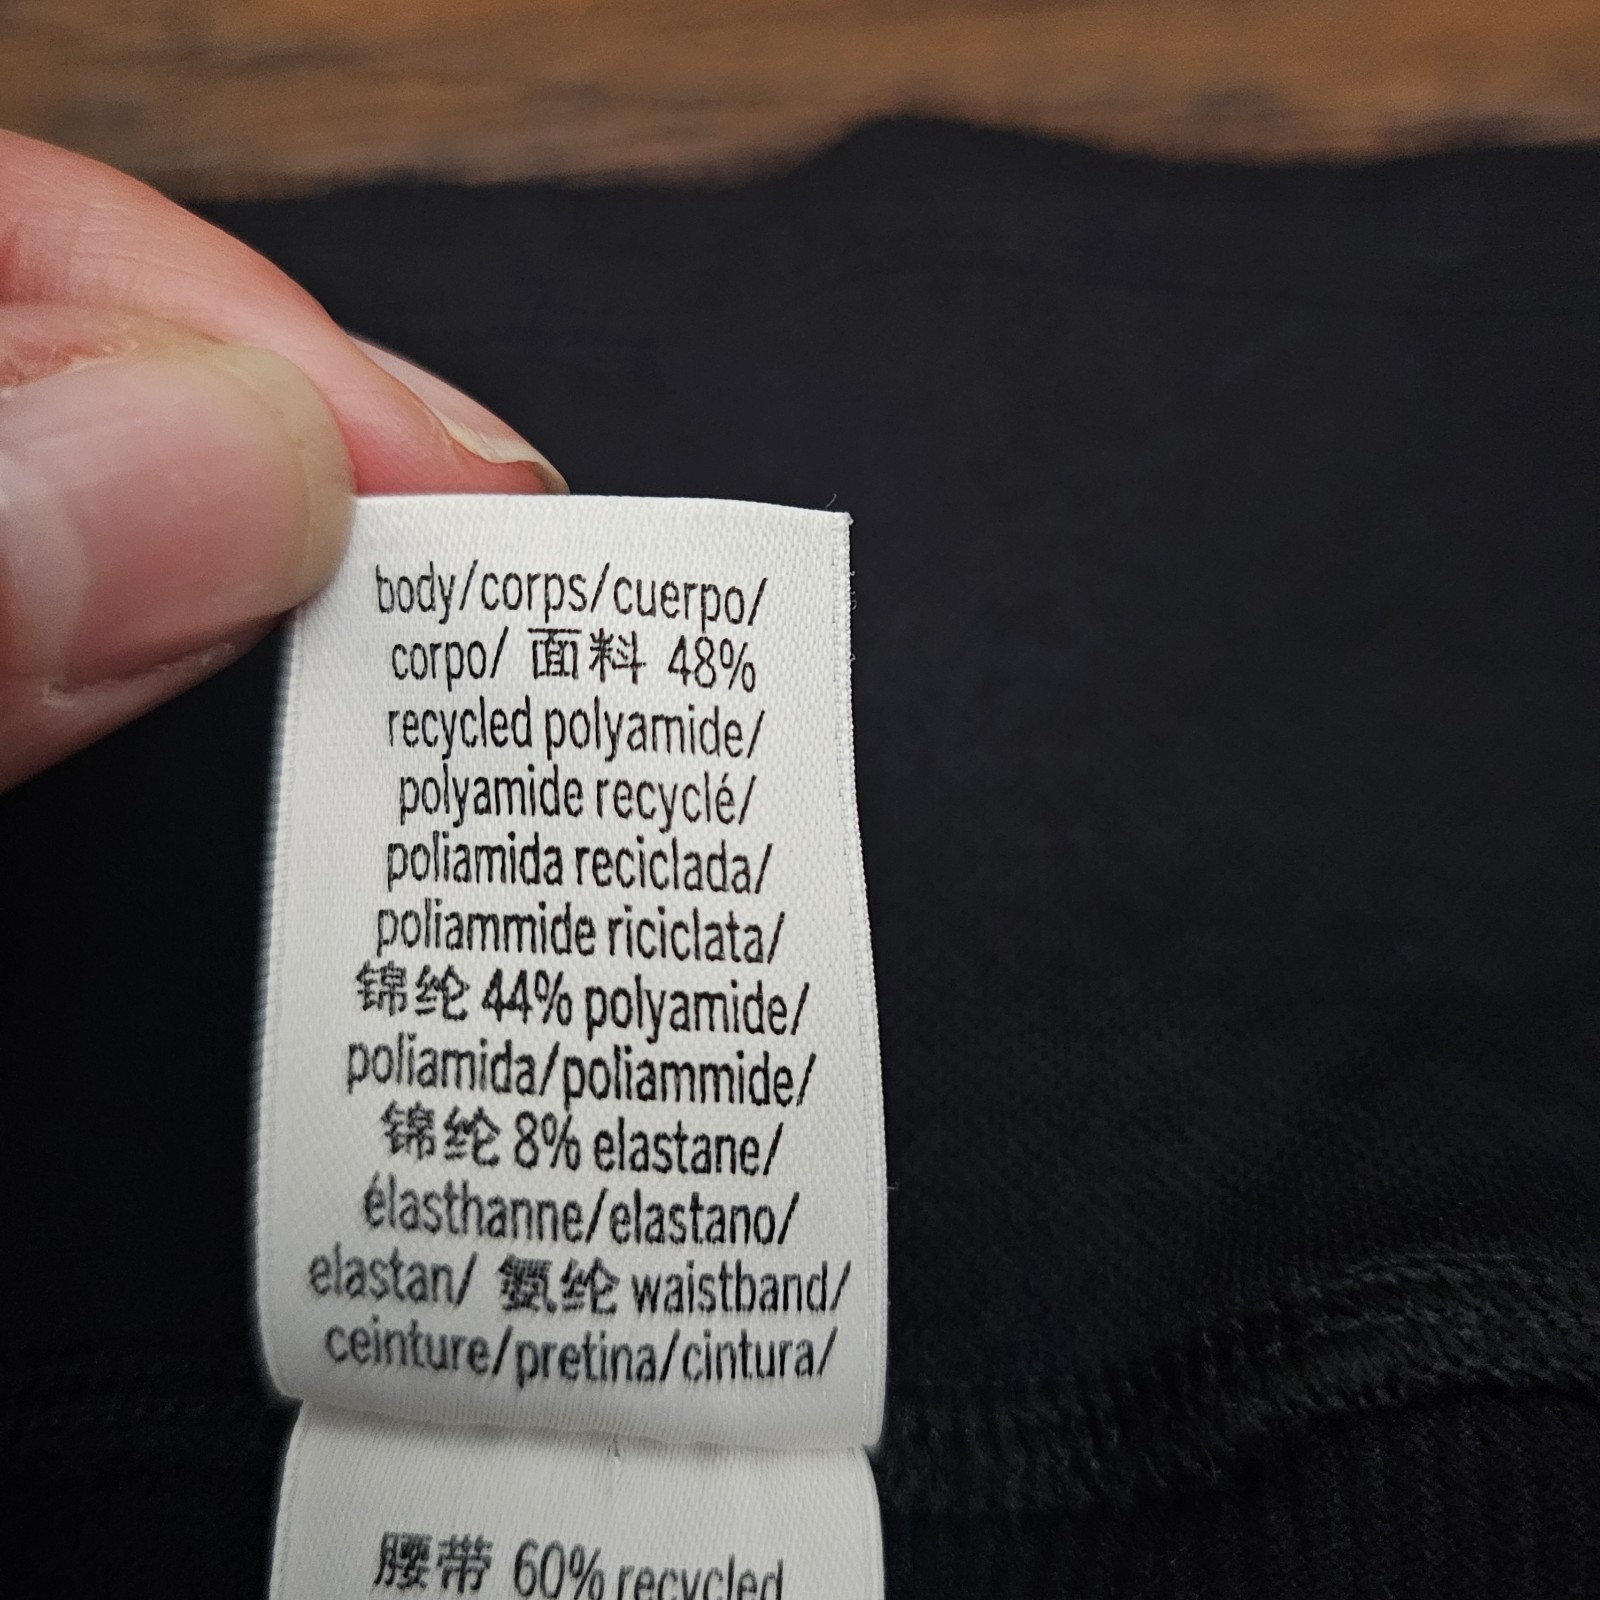 body/corps/cuerpo/
corpo/ 面料 48%
recycled polyamide/
polyamide recyclé/
poliamida reciclada/
poliammide riciclata/
锦纶 44% polyamide/
poliamida/poliammide/
锦纶 8% elastane/
élasthanne/elastano/
elastan/ 氨纶 waistband/
ceinture/pretina/cintura/
腰带 60% recycled